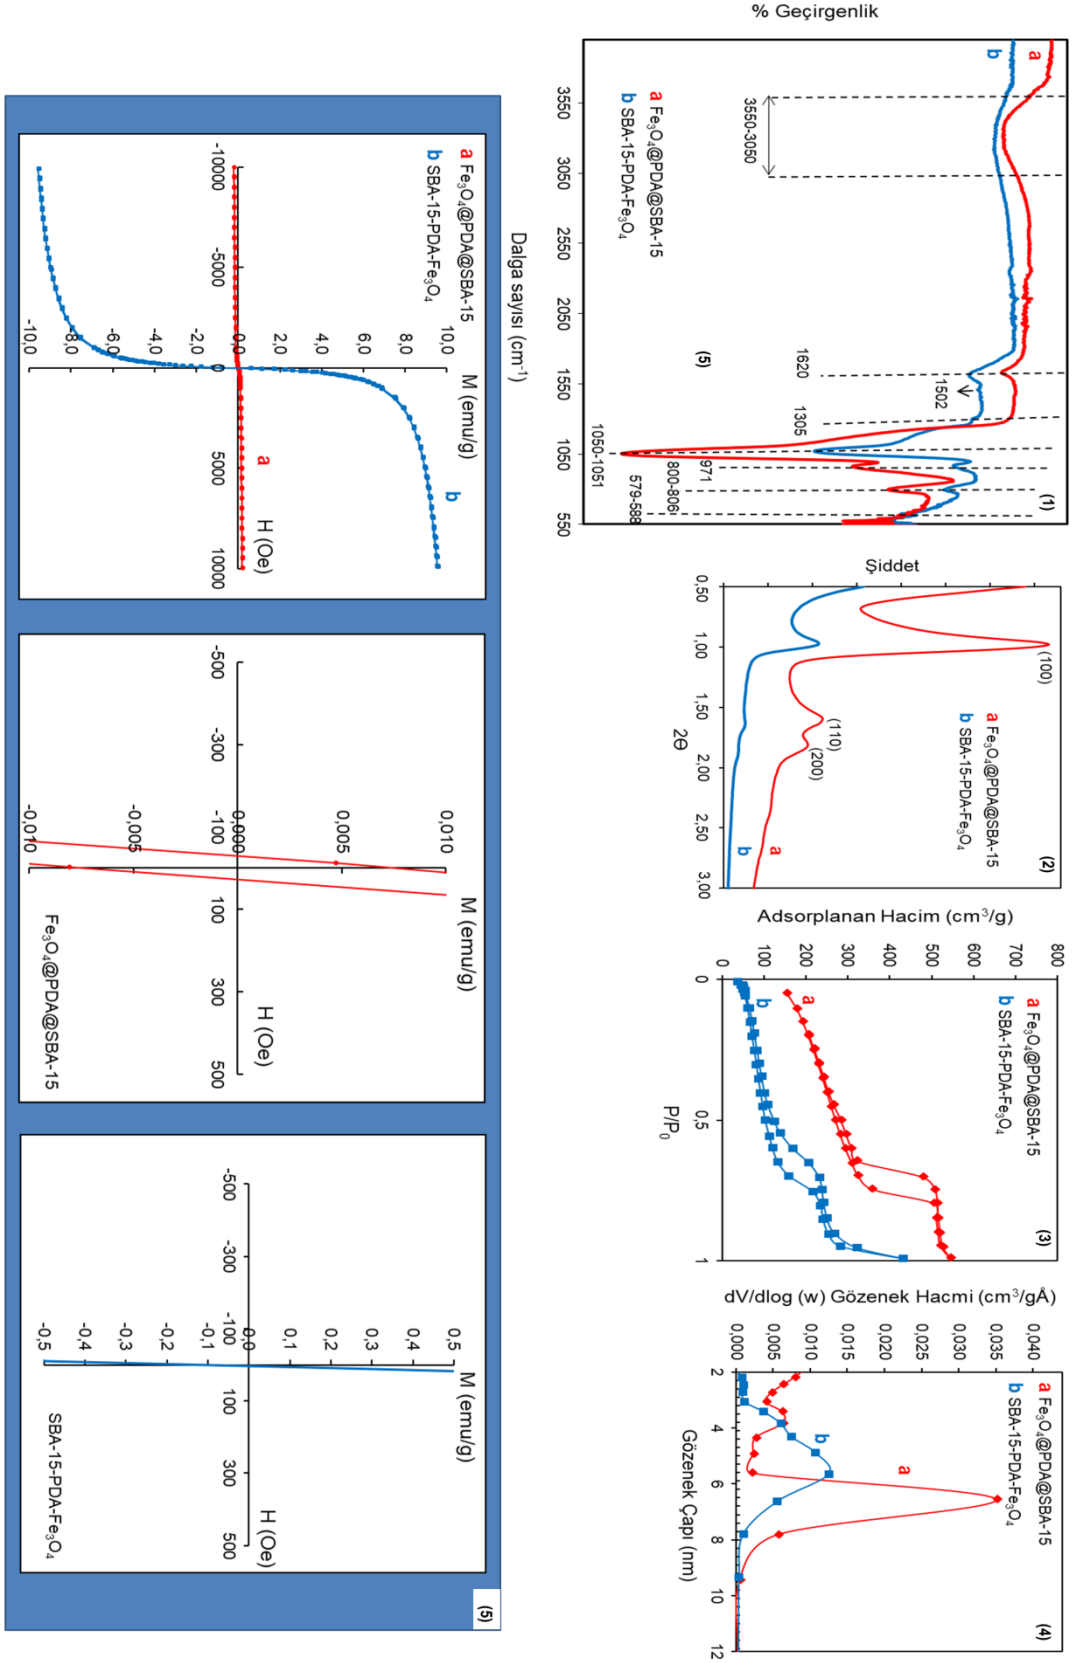 % Geçirgenlik
a
b
a Fe₃O₄@PDA@SBA-15
b SBA-15-PDA-Fe₃O₄
3550-3050
1620
1502
1305
1050-1051
971
800-806
579-588
(5)
(1)
3550
3050
2550
2050
1550
1050
550
Dalga sayısı (cm⁻¹)
Şiddet
(100)
(110)
(200)
a Fe₃O₄@PDA@SBA-15
b SBA-15-PDA-Fe₃O₄
(2)
a
b
0,50
1,00
1,50
2,00
2,50
3,00
2Θ
Adsorplanan Hacim (cm³/g)
800
700
600
500
400
300
200
100
0
a Fe₃O₄@PDA@SBA-15
b SBA-15-PDA-Fe₃O₄
(3)
a
b
0
0,5
1
P/P₀
dV/dlog (w) Gözenek Hacmi (cm³/gÅ)
0,0040
0,0035
0,0030
0,0020
0,0015
0,0010
0,0005
0,000
a Fe₃O₄@PDA@SBA-15
b SBA-15-PDA-Fe₃O₄
(4)
a
b
2
4
6
8
10
12
Gözenek Çapı (nm)
a Fe₃O₄@PDA@SBA-15
b SBA-15-PDA-Fe₃O₄
M (emu/g)
10,0
8,0
6,0
4,0
2,0
0,0
-2,0
-4,0
-6,0
-8,0
-10,0
-10000
-5000
0
5000
10000
H (Oe)
a
b
M (emu/g)
0,010
0,005
0,000
-0,005
-0,010
-500
-300
-100
100
300
500
H (Oe)
Fe₃O₄@PDA@SBA-15
M (emu/g)
0,5
0,4
0,3
0,2
0,1
0,0
-0,1
-0,2
-0,3
-0,4
-0,5
-500
-300
-100
100
300
500
H (Oe)
SBA-15-PDA-Fe₃O₄
(5)